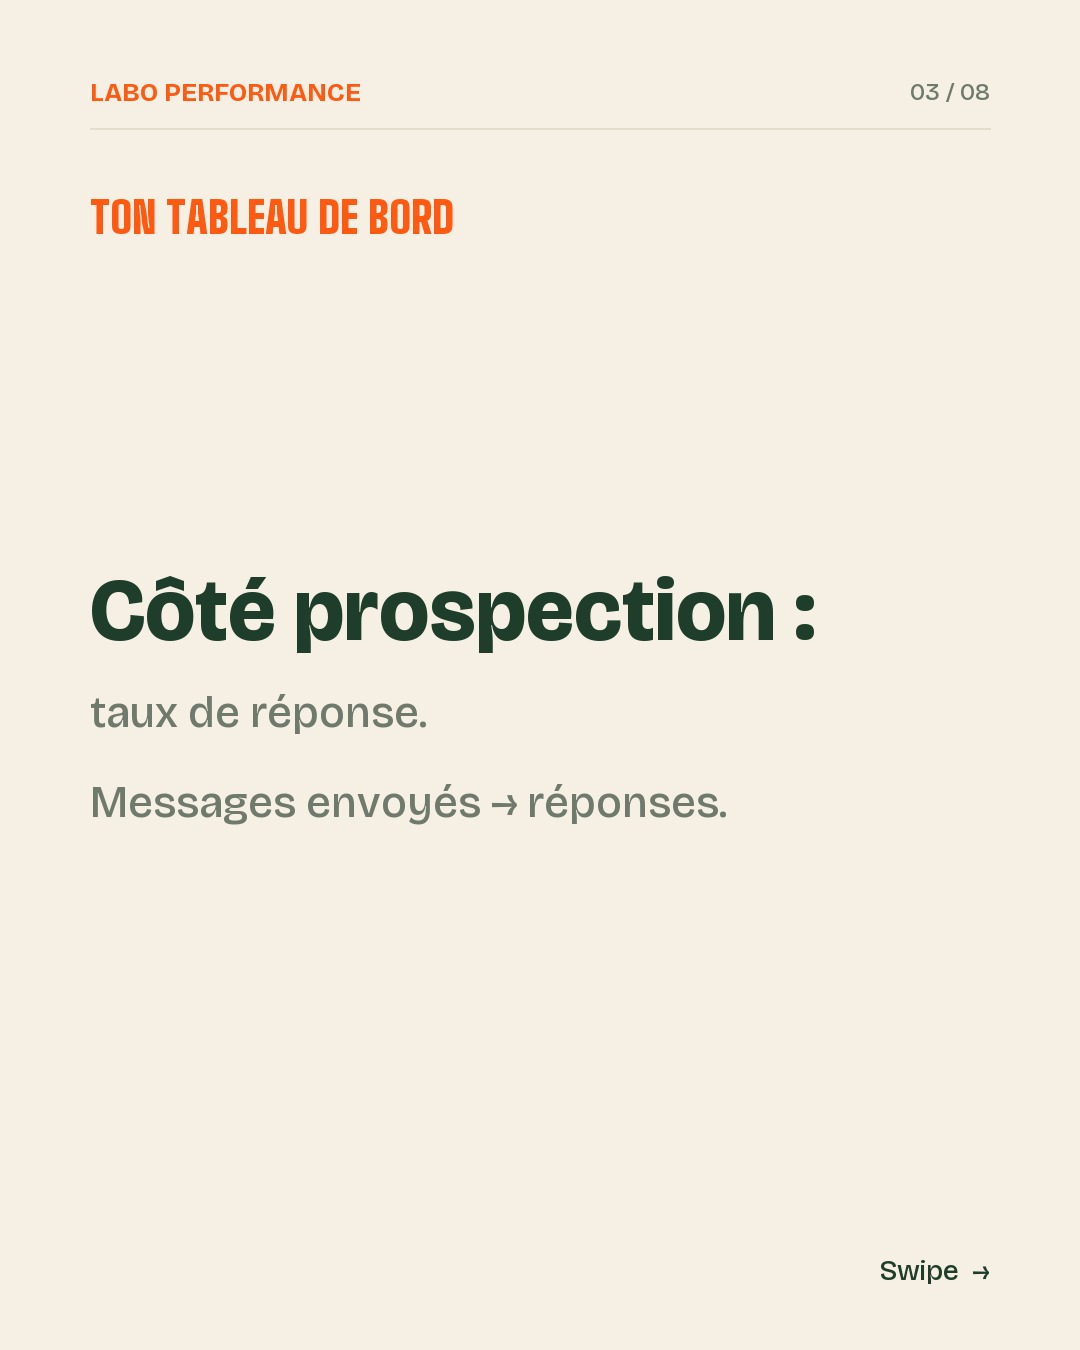 LABO PERFORMANCE
03 / 08
TON TABLEAU DE BORD
Côté prospection :
taux de réponse.
Messages envoyés → réponses.
Swipe →